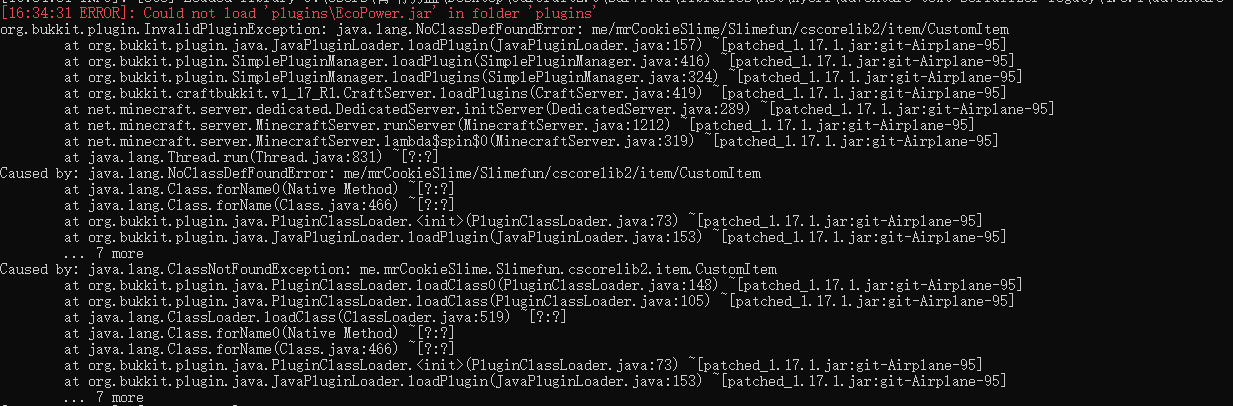 [16:34:31 ERROR]: Could not load 'plugins\EcoPower.jar' in folder 'plugins'
org.bukkit.plugin.InvalidPluginException: java.lang.NoClassDefFoundError: me/mrCookieSlime/Slimefun/cscorelib2/item/CustomItem
at org.bukkit.plugin.java.JavaPluginLoader.loadPlugin(JavaPluginLoader.java:157) ~[patched_1.17.1.jar:git-Airplane-95]
at org.bukkit.plugin.SimplePluginManager.loadPlugin(SimplePluginManager.java:416) ~[patched_1.17.1.jar:git-Airplane-95]
at org.bukkit.plugin.SimplePluginManager.loadPlugins(SimplePluginManager.java:324) ~[patched_1.17.1.jar:git-Airplane-95]
at org.bukkit.craftbukkit.v1_17_R1.CraftServer.loadPlugins(CraftServer.java:419) ~[patched_1.17.1.jar:git-Airplane-95]
at net.minecraft.server.dedicated.DedicatedServer.initServer(DedicatedServer.java:289) ~[patched_1.17.1.jar:git-Airplane-95]
at net.minecraft.server.MinecraftServer.runServer(MinecraftServer.java:1212) ~[patched_1.17.1.jar:git-Airplane-95]
at net.minecraft.server.MinecraftServer.lambda$spin$0(MinecraftServer.java:319) ~[patched_1.17.1.jar:git-Airplane-95]
at java.lang.Thread.run(Thread.java:831) ~[?:?]
Caused by: java.lang.NoClassDefFoundError: me/mrCookieSlime/Slimefun/cscorelib2/item/CustomItem
at java.lang.Class.forName0(Native Method) ~[?:?]
at java.lang.Class.forName(Class.java:466) ~[?:?]
at org.bukkit.plugin.java.PluginClassLoader.<init>(PluginClassLoader.java:73) ~[patched_1.17.1.jar:git-Airplane-95]
at org.bukkit.plugin.java.JavaPluginLoader.loadPlugin(JavaPluginLoader.java:153) ~[patched_1.17.1.jar:git-Airplane-95]
... 7 more
Caused by: java.lang.ClassNotFoundException: me.mrCookieSlime.Slimefun.cscorelib2.item.CustomItem
at org.bukkit.plugin.java.PluginClassLoader.loadClass0(PluginClassLoader.java:148) ~[patched_1.17.1.jar:git-Airplane-95]
at org.bukkit.plugin.java.PluginClassLoader.loadClass(PluginClassLoader.java:105) ~[patched_1.17.1.jar:git-Airplane-95]
at java.lang.ClassLoader.loadClass(ClassLoader.java:519) ~[?:?]
at java.lang.Class.forName0(Native Method) ~[?:?]
at java.lang.Class.forName(Class.java:466) ~[?:?]
at org.bukkit.plugin.java.PluginClassLoader.<init>(PluginClassLoader.java:73) ~[patched_1.17.1.jar:git-Airplane-95]
at org.bukkit.plugin.java.JavaPluginLoader.loadPlugin(JavaPluginLoader.java:153) ~[patched_1.17.1.jar:git-Airplane-95]
... 7 more